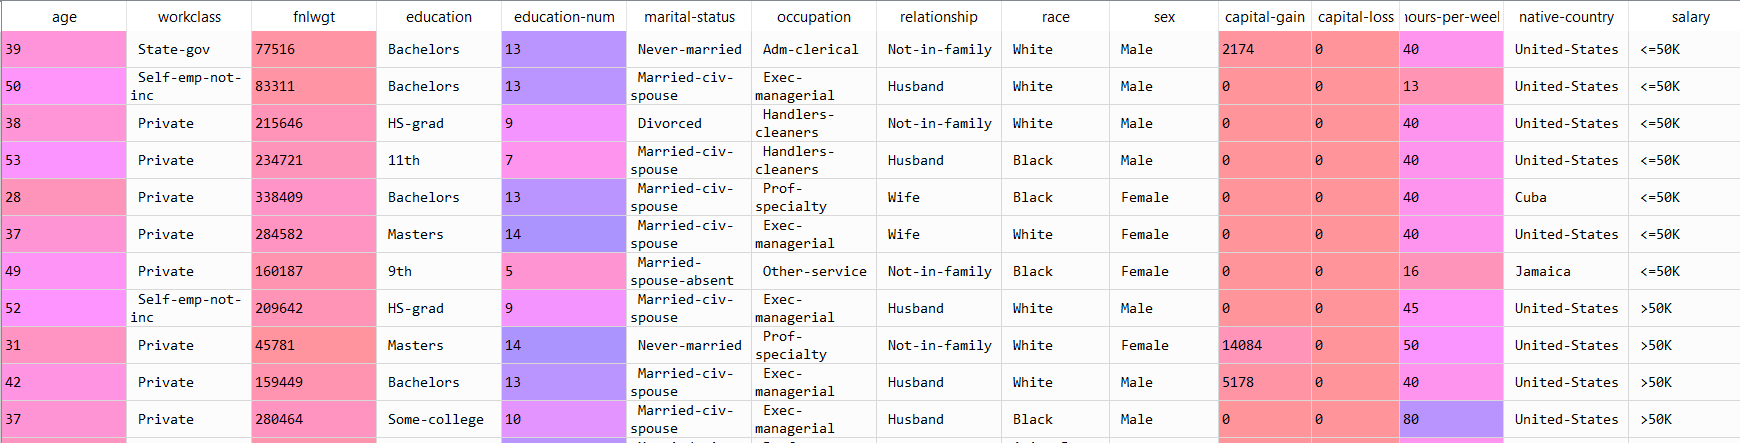 age workclass fnlwgt education education-num marital-status occupation relationship race sex capital-gain capital-loss hours-per-week native-country salary
39 State-gov 77516 Bachelors 13 Never-married Adm-clerical Not-in-family White Male 2174 0 40 United-States <=50K
50 Self-emp-not-inc 83311 Bachelors 13 Married-civ-spouse Exec-managerial Husband White Male 0 0 13 United-States <=50K
38 Private 215646 HS-grad 9 Divorced Handlers-cleaners Not-in-family White Male 0 0 40 United-States <=50K
53 Private 234721 11th 7 Married-civ-spouse Handlers-cleaners Husband Black Male 0 0 40 United-States <=50K
28 Private 338409 Bachelors 13 Married-civ-spouse Prof-specialty Wife Black Female 0 0 40 Cuba <=50K
37 Private 284582 Masters 14 Married-civ-spouse Exec-managerial Wife White Female 0 0 40 United-States <=50K
49 Private 160187 9th 5 Married-spouse-absent Other-service Not-in-family Black Female 0 0 16 Jamaica <=50K
52 Self-emp-not-inc 209642 HS-grad 9 Married-civ-spouse Exec-managerial Husband White Male 0 0 45 United-States >50K
31 Private 45781 Masters 14 Never-married Prof-specialty Not-in-family White Female 14084 0 50 United-States >50K
42 Private 159449 Bachelors 13 Married-civ-spouse Exec-managerial Husband White Male 5178 0 40 United-States >50K
37 Private 280464 Some-college 10 Married-civ-spouse Exec-managerial Husband Black Male 0 0 80 United-States >50K